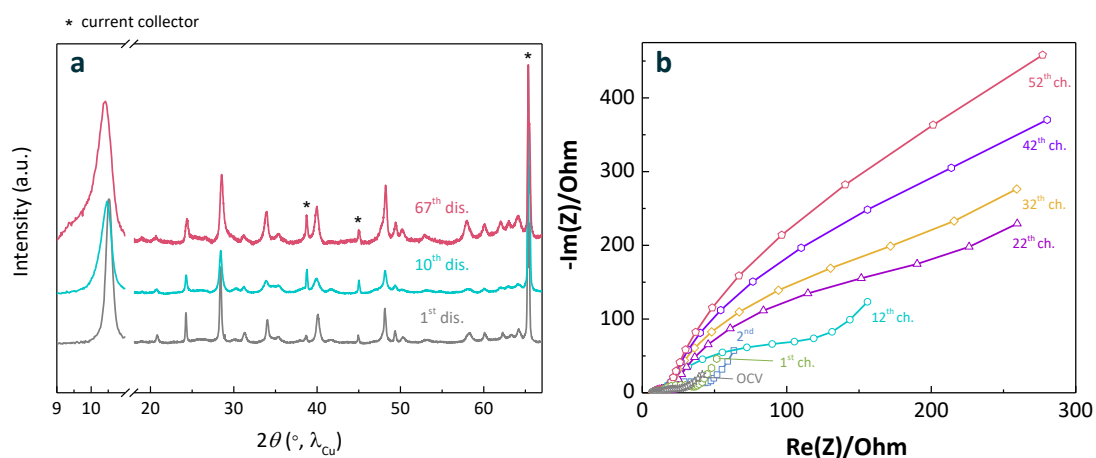 * current collector
a
*
*
*
67th dis.
10th dis.
1st dis.
Intensity (a.u.)
9 10 20 30 40 50 60
2θ (°, λCu)
b
52th ch.
42th ch.
32th ch.
22th ch.
12th ch.
2nd
1st ch.
OCV
-Im(Z)/Ohm
400
300
200
100
0
0 100 200 300
Re(Z)/Ohm